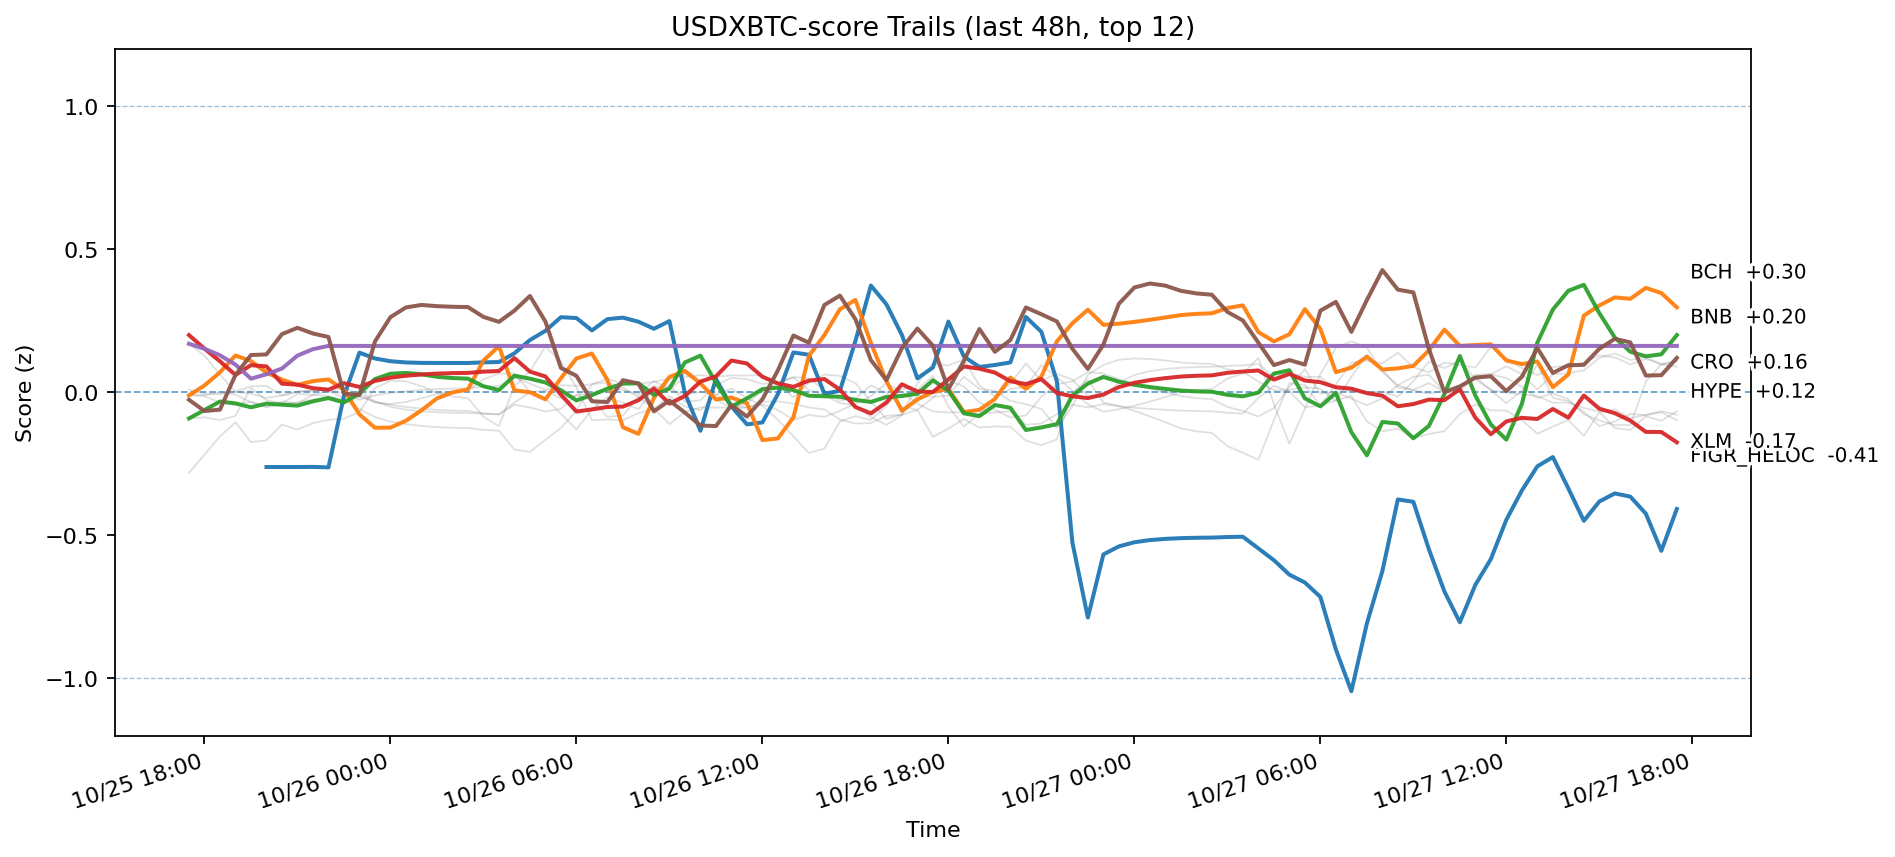 USDXBTC-score Trails (last 48h, top 12)
Score (z)
1.0
0.5
0.0
−0.5
−1.0
BCH +0.30
BNB +0.20
CRO +0.16
HYPE +0.12
XLM -0.17
FIGR_HELOC -0.41
10/25 18:00
10/26 00:00
10/26 06:00
10/26 12:00
10/26 18:00
10/27 00:00
10/27 06:00
10/27 12:00
10/27 18:00
Time